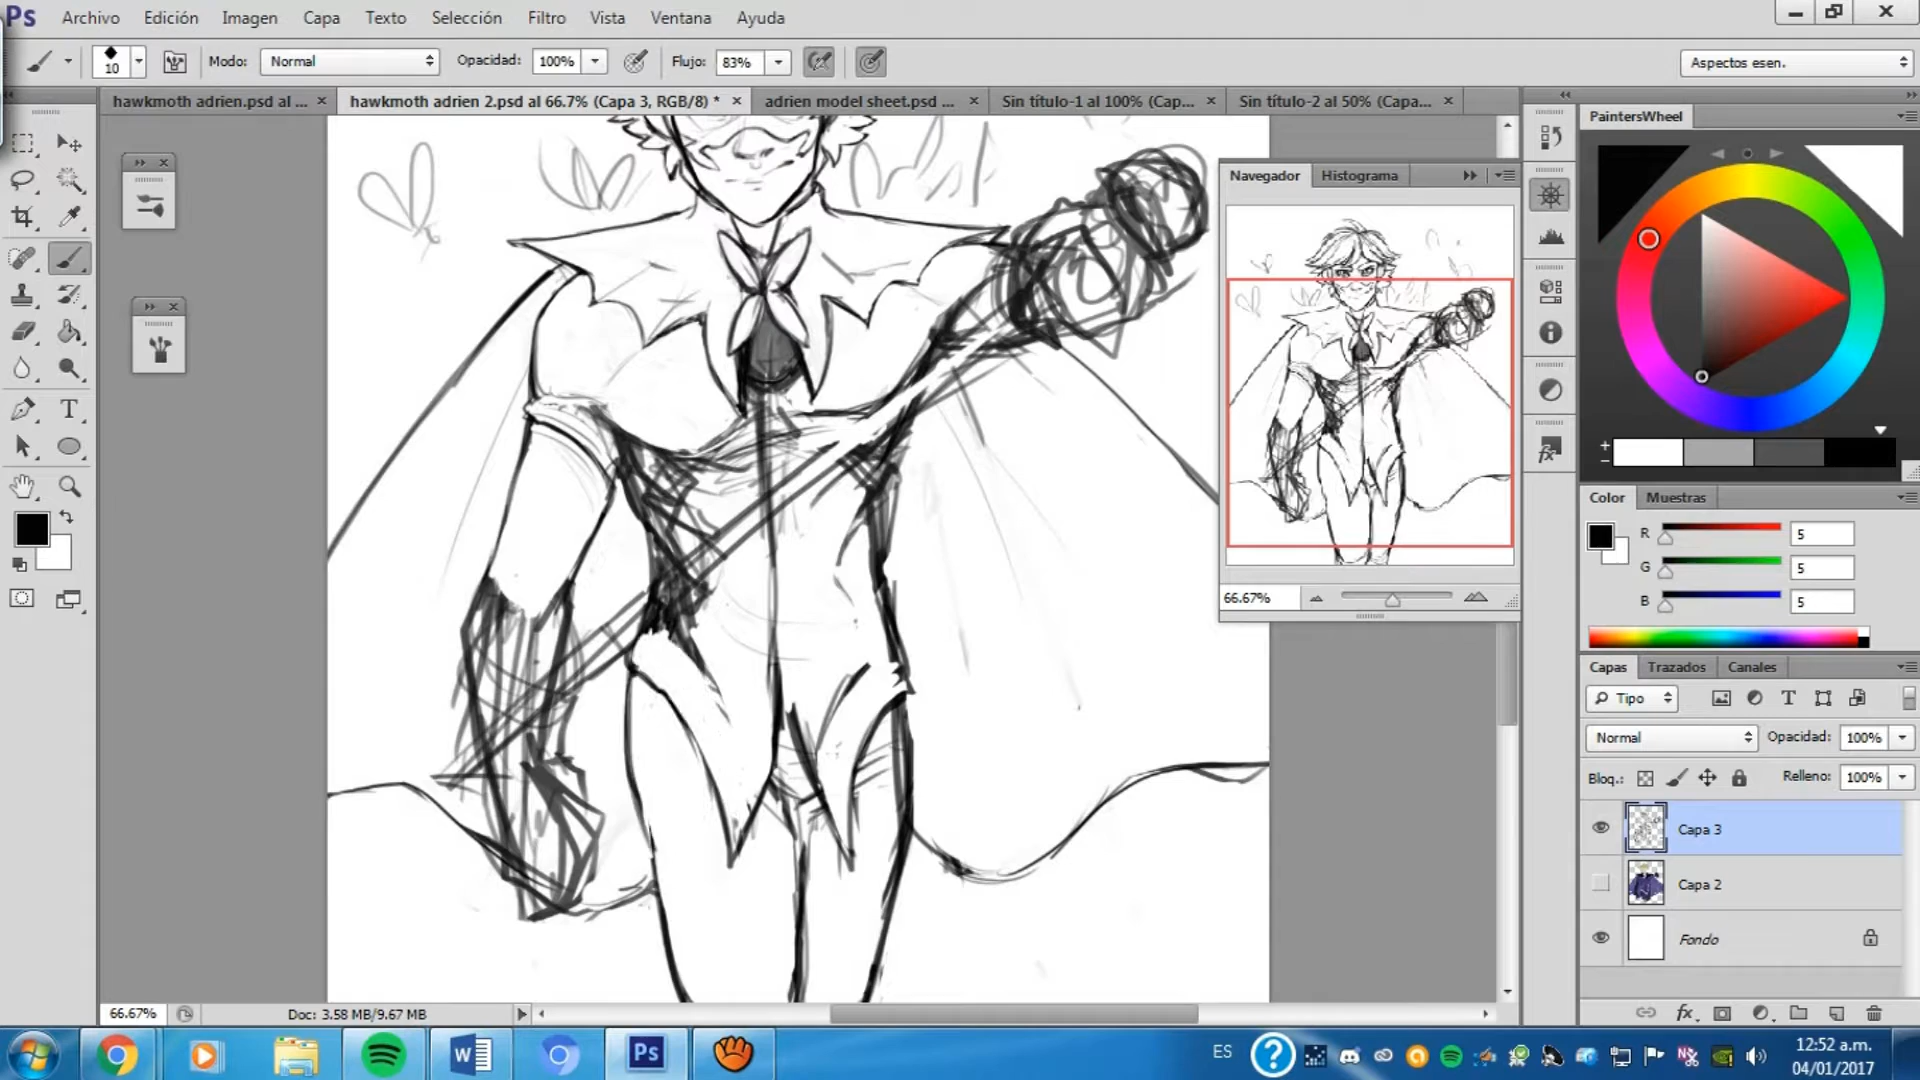 Ps Archivo Edición Imagen Capa Texto Selección Filtro Vista Ventana Ayuda
10 Modo: Normal Opacidad: 100% Flujo: 83% Aspectos esen.
hawkmoth adrien.psd al ... × hawkmoth adrien 2.psd al 66.7% (Capa 3, RGB/8) * × adrien model sheet.psd ... × Sin título-1 al 100% (Cap... × Sin título-2 al 50% (Capa... ×
PaintersWheel
Navegador Histograma
66.67%
Color Muestras
R 5
G 5
B 5
Capas Trazados Canales
Tipo
Normal Opacidad: 100%
Bloq.: Relleno: 100%
Capa 3
Capa 2
Fondo
66.67% Doc: 3.58 MB/9.67 MB
fx
Ps
ES
12:52 a.m.
04/01/2017